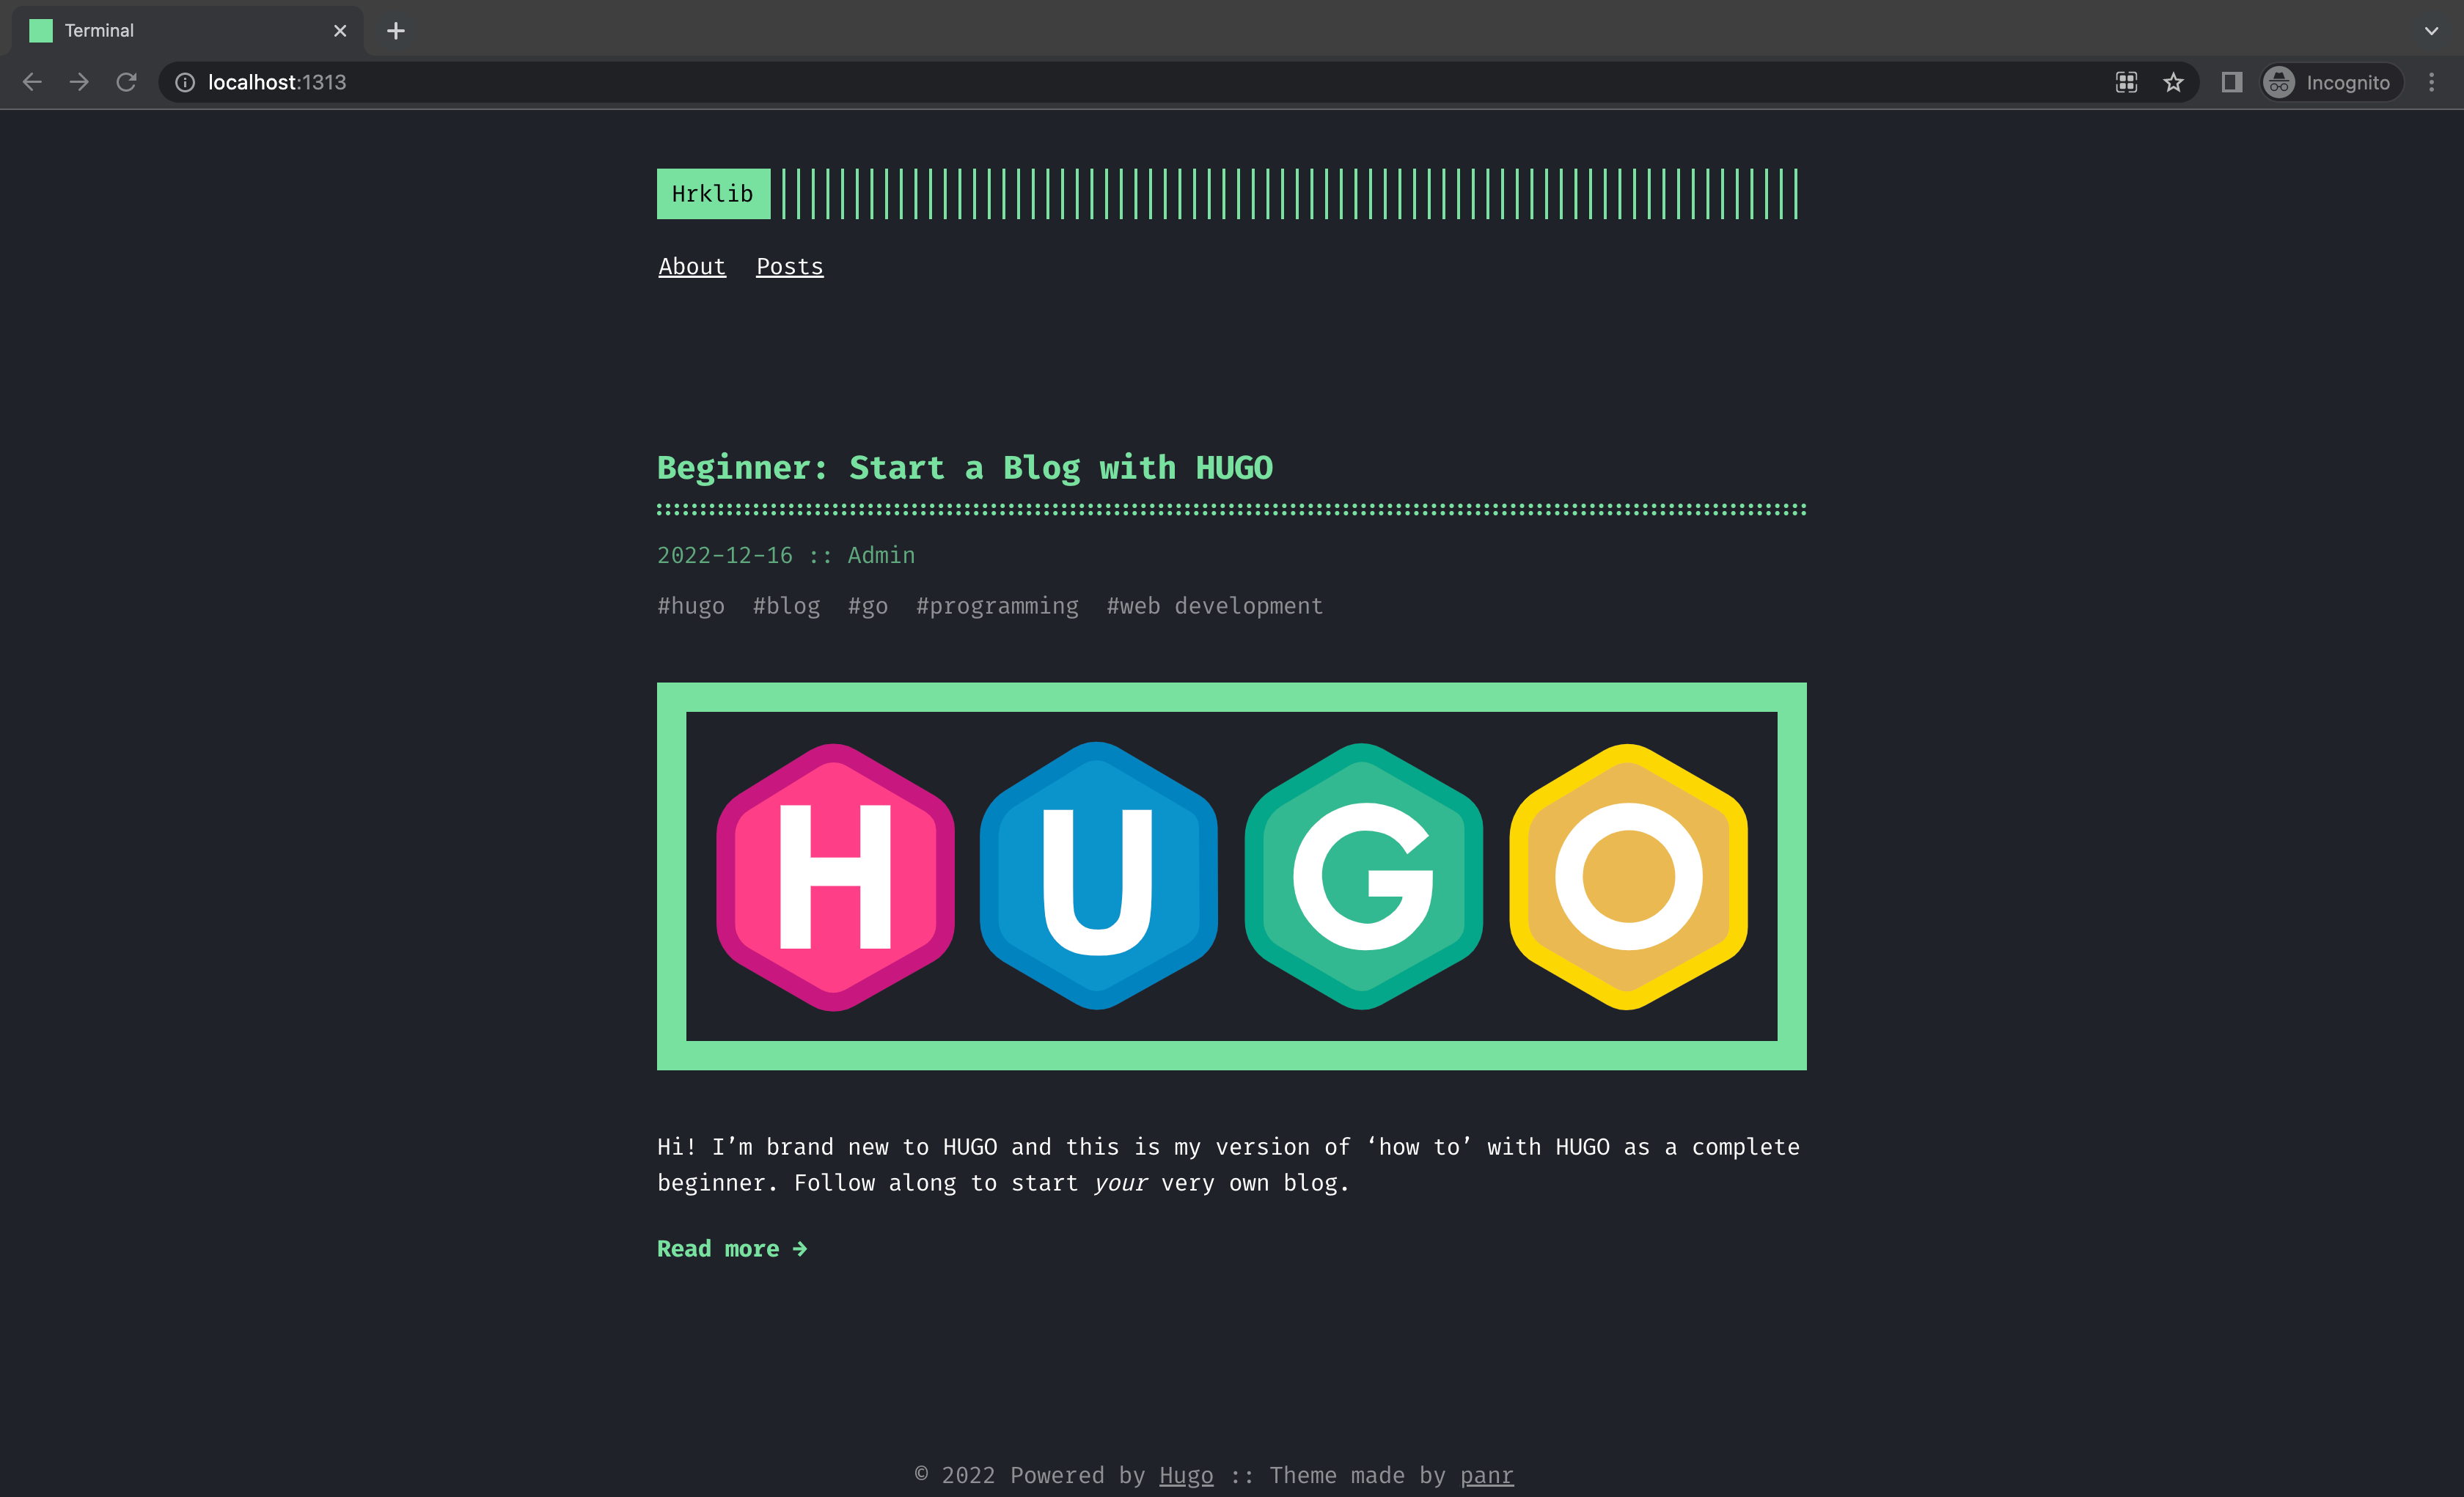 Terminal
localhost:1313
Incognito
Hrklib
About Posts
Beginner: Start a Blog with HUGO
2022-12-16 :: Admin
#hugo #blog #go #programming #web development
HUGO
Hi! I’m brand new to HUGO and this is my version of ‘how to’ with HUGO as a complete
beginner. Follow along to start your very own blog.
Read more →
© 2022 Powered by Hugo :: Theme made by panr